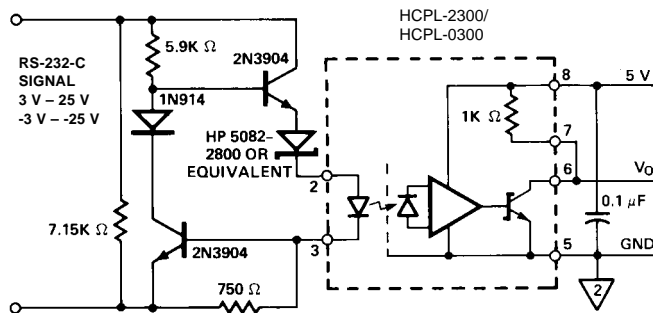 HCPL-2300/
HCPL-0300
5.9K Ω
2N3904
RS-232-C
SIGNAL
3 V – 25 V
-3 V – -25 V
1N914
8
5 V
1K Ω
HP 5082–
2800 OR
EQUIVALENT
7
2
6
VO
0.1 μF
7.15K Ω
2N3904
3
5
GND
750 Ω
2